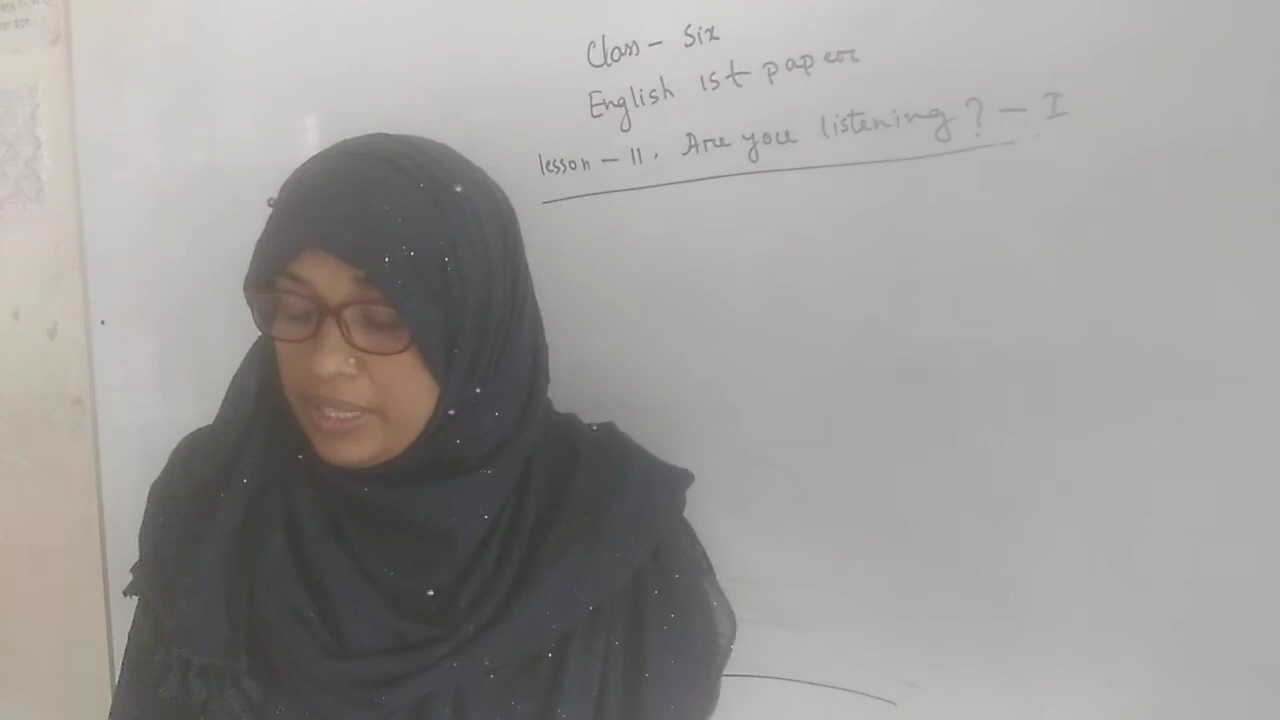 Class - Six
English 1st paper
lesson - 11. Are you listening? - I